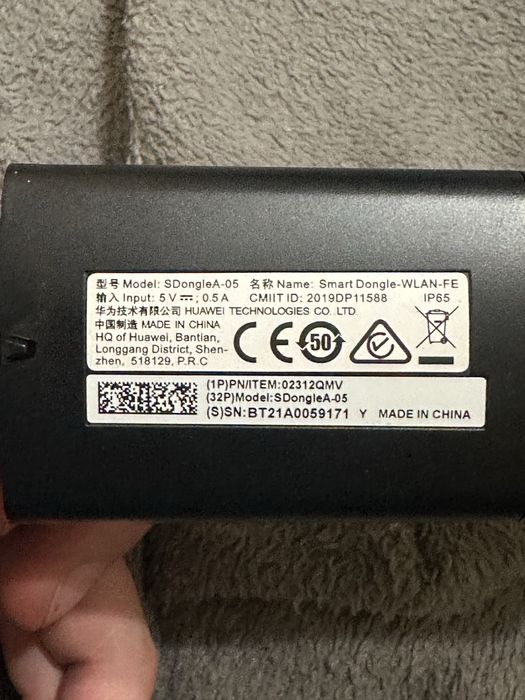 型号 Model: SDongleA-05 名称 Name: Smart Dongle-WLAN-FE
输入 Input: 5 V⎓; 0.5 A CMIIT ID: 2019DP11588 IP65
华为技术有限公司 HUAWEI TECHNOLOGIES CO. LTD.
中国制造 MADE IN CHINA
HQ of Huawei, Bantian,
Longgang District, Shen-
zhen, 518129, P.R.C
CE 50
(1P)PN/ITEM:02312QMV
(32P)Model:SDongleA-05
(S)SN:BT21A0059171 Y MADE IN CHINA